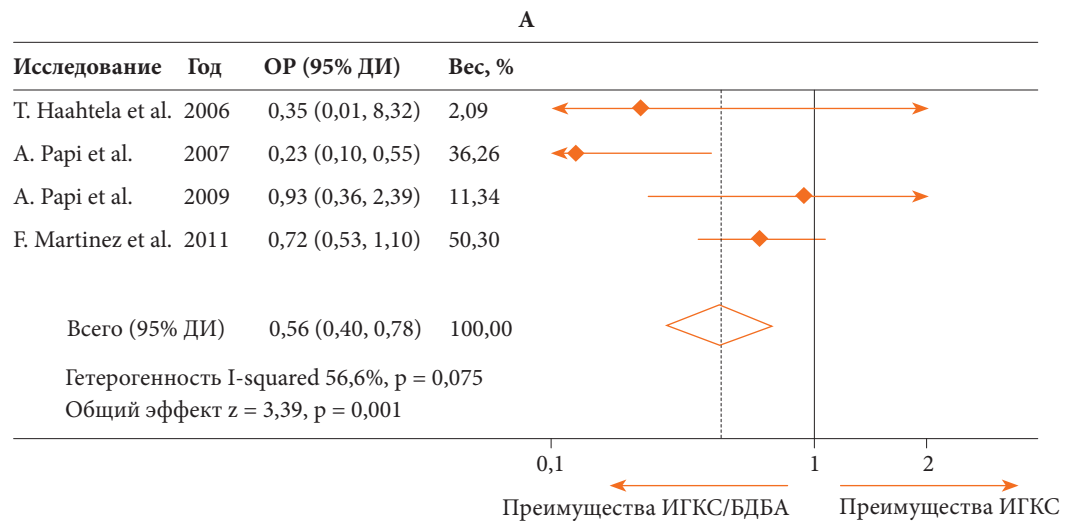 А
Исследование Год ОР (95% ДИ) Вес, %
T. Haahtela et al. 2006 0,35 (0,01, 8,32) 2,09
A. Papi et al. 2007 0,23 (0,10, 0,55) 36,26
A. Papi et al. 2009 0,93 (0,36, 2,39) 11,34
F. Martinez et al. 2011 0,72 (0,53, 1,10) 50,30
Всего (95% ДИ) 0,56 (0,40, 0,78) 100,00
Гетерогенность I-squared 56,6%, p = 0,075
Общий эффект z = 3,39, p = 0,001
0,1 1 2
Преимущества ИГКС/БДБА Преимущества ИГКС